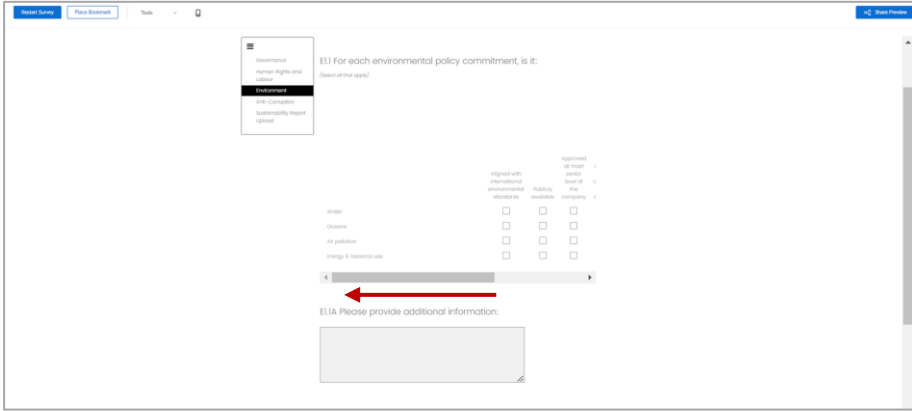 Restart Survey Place Bookmark Tools Share Preview
Governance
Human Rights and
Labour
Environment
Anti-Corruption
Sustainability Report
Upload
E1.1 For each environmental policy commitment, is it:
(Select all that apply)
Aligned with
international
environmental
standards
Publicly
available
Approved
at most
senior
level of
the
company
Water
Oceans
Air pollution
Energy & resource use
E1.1A Please provide additional information: